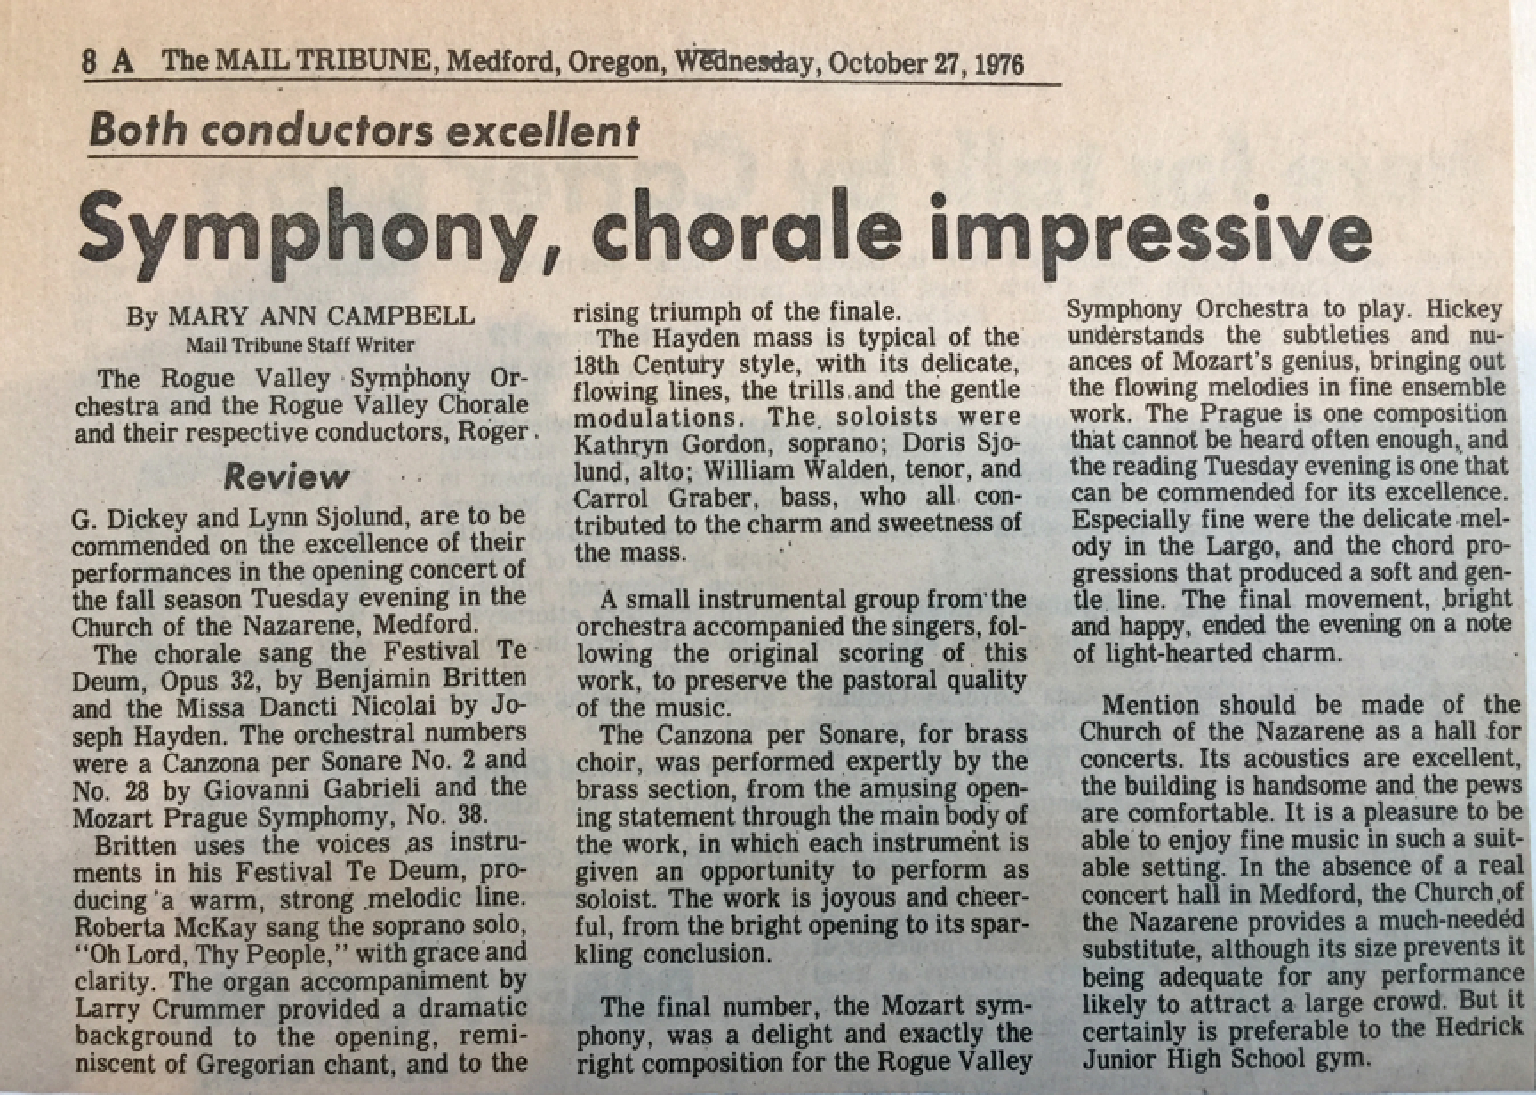 8 A The MAIL TRIBUNE, Medford, Oregon, Wednesday, October 27, 1976
Both conductors excellent
Symphony, chorale impressive
By MARY ANN CAMPBELL
Mail Tribune Staff Writer
The Rogue Valley Symphony Or-
chestra and the Rogue Valley Chorale
and their respective conductors, Roger
Review
G. Dickey and Lynn Sjolund, are to be
commended on the excellence of their
performances in the opening concert of
the fall season Tuesday evening in the
Church of the Nazarene, Medford.
The chorale sang the Festival Te
Deum, Opus 32, by Benjamin Britten
and the Missa Dancti Nicolai by Jo-
seph Hayden. The orchestral numbers
were a Canzona per Sonare No. 2 and
No. 28 by Giovanni Gabrieli and the
Mozart Prague Symphomy, No. 38.
Britten uses the voices as instru-
ments in his Festival Te Deum, pro-
ducing a warm, strong melodic line.
Roberta McKay sang the soprano solo,
"Oh Lord, Thy People," with grace and
clarity. The organ accompaniment by
Larry Crummer provided a dramatic
background to the opening, remi-
niscent of Gregorian chant, and to the
rising triumph of the finale.
The Hayden mass is typical of the
18th Century style, with its delicate,
flowing lines, the trills and the gentle
modulations. The soloists were
Kathryn Gordon, soprano; Doris Sjo-
lund, alto; William Walden, tenor, and
Carrol Graber, bass, who all con-
tributed to the charm and sweetness of
the mass.
A small instrumental group from the
orchestra accompanied the singers, fol-
lowing the original scoring of this
work, to preserve the pastoral quality
of the music.
The Canzona per Sonare, for brass
choir, was performed expertly by the
brass section, from the amusing open-
ing statement through the main body of
the work, in which each instrument is
given an opportunity to perform as
soloist. The work is joyous and cheer-
ful, from the bright opening to its spar-
kling conclusion.
The final number, the Mozart sym-
phony, was a delight and exactly the
right composition for the Rogue Valley
Symphony Orchestra to play. Hickey
understands the subtleties and nu-
ances of Mozart's genius, bringing out
the flowing melodies in fine ensemble
work. The Prague is one composition
that cannot be heard often enough, and
the reading Tuesday evening is one that
can be commended for its excellence.
Especially fine were the delicate mel-
ody in the Largo, and the chord pro-
gressions that produced a soft and gen-
tle line. The final movement, bright
and happy, ended the evening on a note
of light-hearted charm.
Mention should be made of the
Church of the Nazarene as a hall for
concerts. Its acoustics are excellent,
the building is handsome and the pews
are comfortable. It is a pleasure to be
able to enjoy fine music in such a suit-
able setting. In the absence of a real
concert hall in Medford, the Church of
the Nazarene provides a much-needed
substitute, although its size prevents it
being adequate for any performance
likely to attract a large crowd. But it
certainly is preferable to the Hedrick
Junior High School gym.